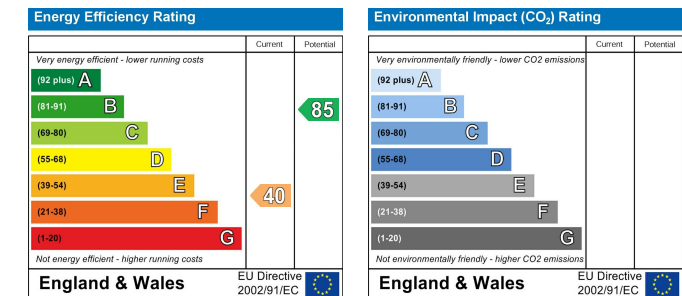 Energy Efficiency Rating
Current Potential
Very energy efficient - lower running costs
(92 plus) A
(81-91) B
85
(69-80) C
(55-68) D
(39-54) E
40
(21-38) F
(1-20) G
Not energy efficient - higher running costs
England & Wales
EU Directive
2002/91/EC
Environmental Impact (CO₂) Rating
Current Potential
Very environmentally friendly - lower CO2 emissions
(92 plus) A
(81-91) B
(69-80) C
(55-68) D
(39-54) E
(21-38) F
(1-20) G
Not environmentally friendly - higher CO2 emissions
England & Wales
EU Directive
2002/91/EC